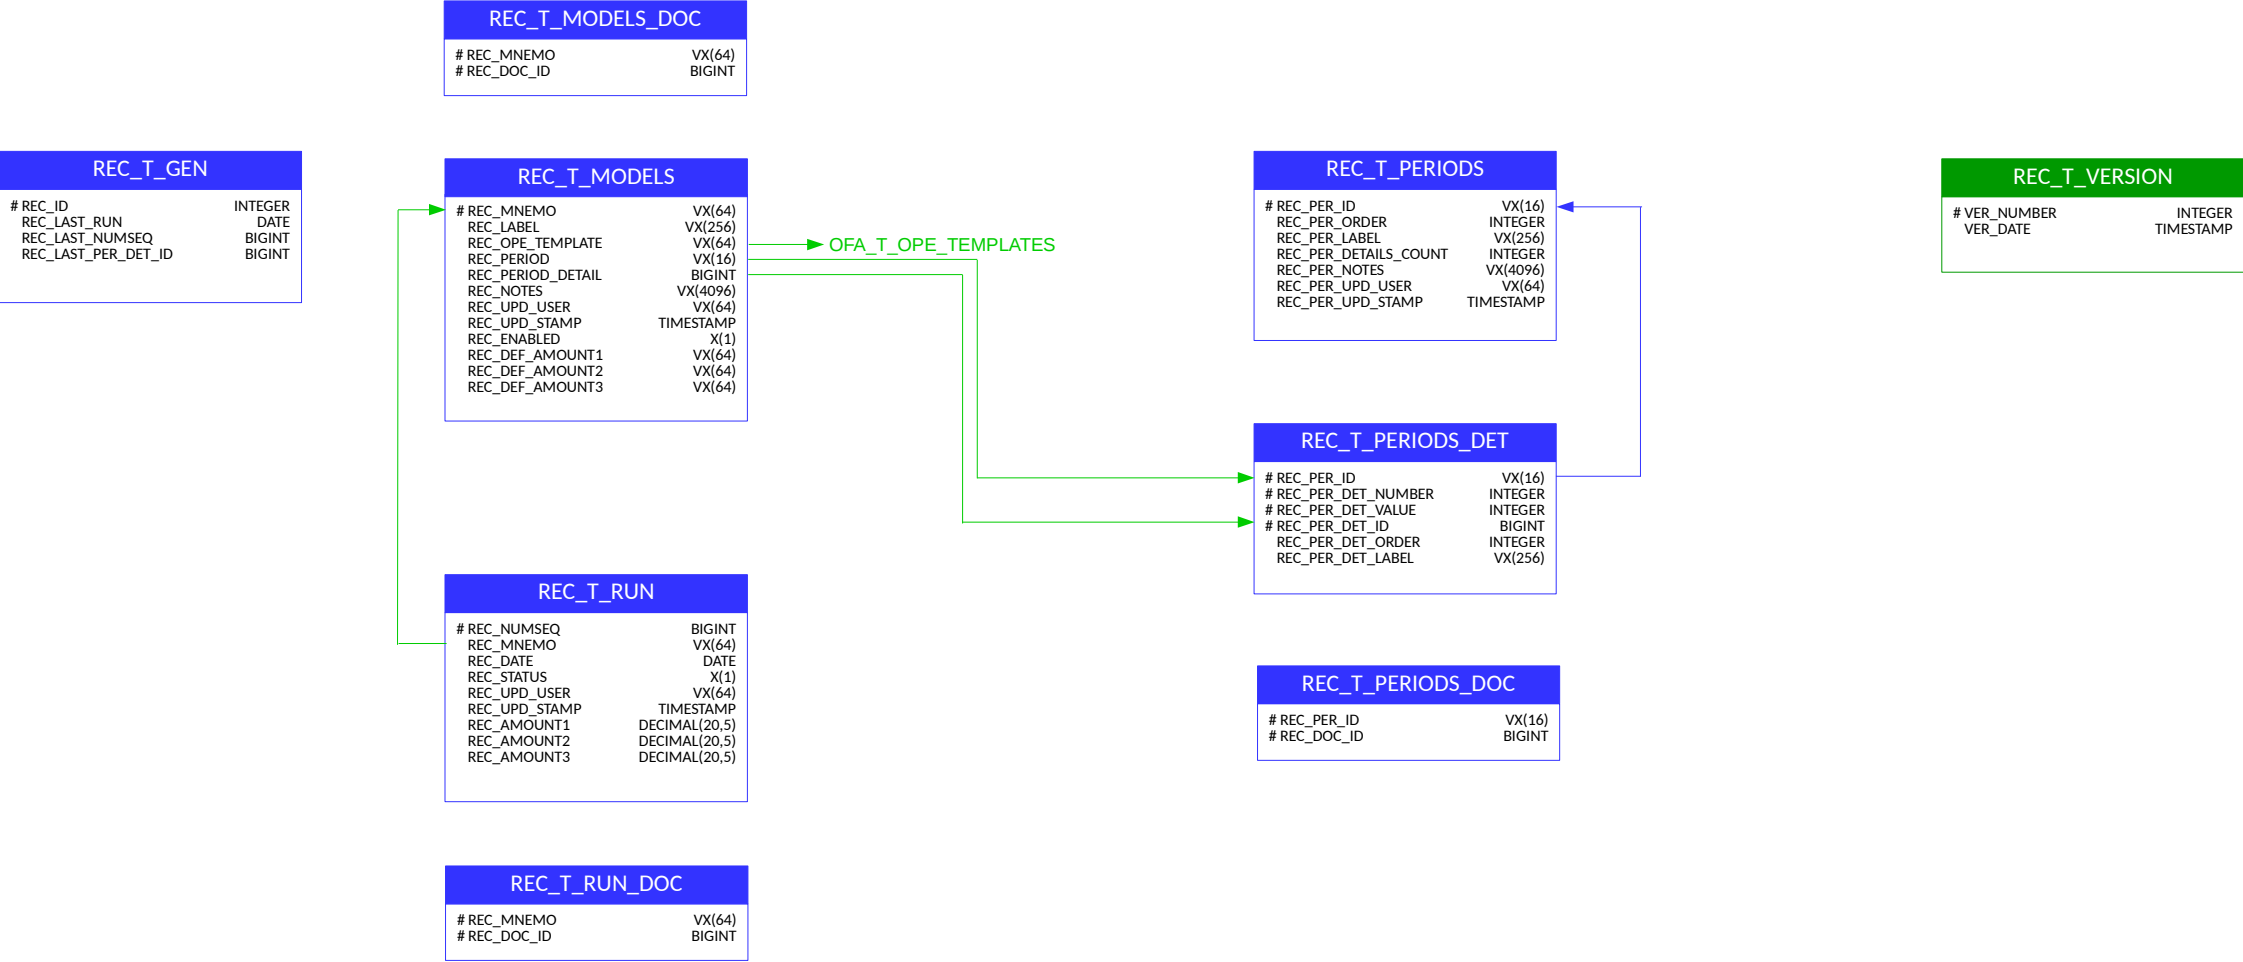 REC_T_MODELS_DOC
# REC_MNEMO VX(64)
# REC_DOC_ID BIGINT
REC_T_GEN
# REC_ID INTEGER
REC_LAST_RUN DATE
REC_LAST_NUMSEQ BIGINT
REC_LAST_PER_DET_ID BIGINT
REC_T_MODELS
# REC_MNEMO VX(64)
REC_LABEL VX(256)
REC_OPE_TEMPLATE VX(64)
REC_PERIOD VX(16)
REC_PERIOD_DETAIL BIGINT
REC_NOTES VX(4096)
REC_UPD_USER VX(64)
REC_UPD_STAMP TIMESTAMP
REC_ENABLED X(1)
REC_DEF_AMOUNT1 VX(64)
REC_DEF_AMOUNT2 VX(64)
REC_DEF_AMOUNT3 VX(64)
OFA_T_OPE_TEMPLATES
REC_T_PERIODS
# REC_PER_ID VX(16)
REC_PER_ORDER INTEGER
REC_PER_LABEL VX(256)
REC_PER_DETAILS_COUNT INTEGER
REC_PER_NOTES VX(4096)
REC_PER_UPD_USER VX(64)
REC_PER_UPD_STAMP TIMESTAMP
REC_T_VERSION
# VER_NUMBER INTEGER
VER_DATE TIMESTAMP
REC_T_PERIODS_DET
# REC_PER_ID VX(16)
# REC_PER_DET_NUMBER INTEGER
# REC_PER_DET_VALUE INTEGER
# REC_PER_DET_ID BIGINT
REC_PER_DET_ORDER INTEGER
REC_PER_DET_LABEL VX(256)
REC_T_RUN
# REC_NUMSEQ BIGINT
REC_MNEMO VX(64)
REC_DATE DATE
REC_STATUS X(1)
REC_UPD_USER VX(64)
REC_UPD_STAMP TIMESTAMP
REC_AMOUNT1 DECIMAL(20,5)
REC_AMOUNT2 DECIMAL(20,5)
REC_AMOUNT3 DECIMAL(20,5)
REC_T_PERIODS_DOC
# REC_PER_ID VX(16)
# REC_DOC_ID BIGINT
REC_T_RUN_DOC
# REC_MNEMO VX(64)
# REC_DOC_ID BIGINT